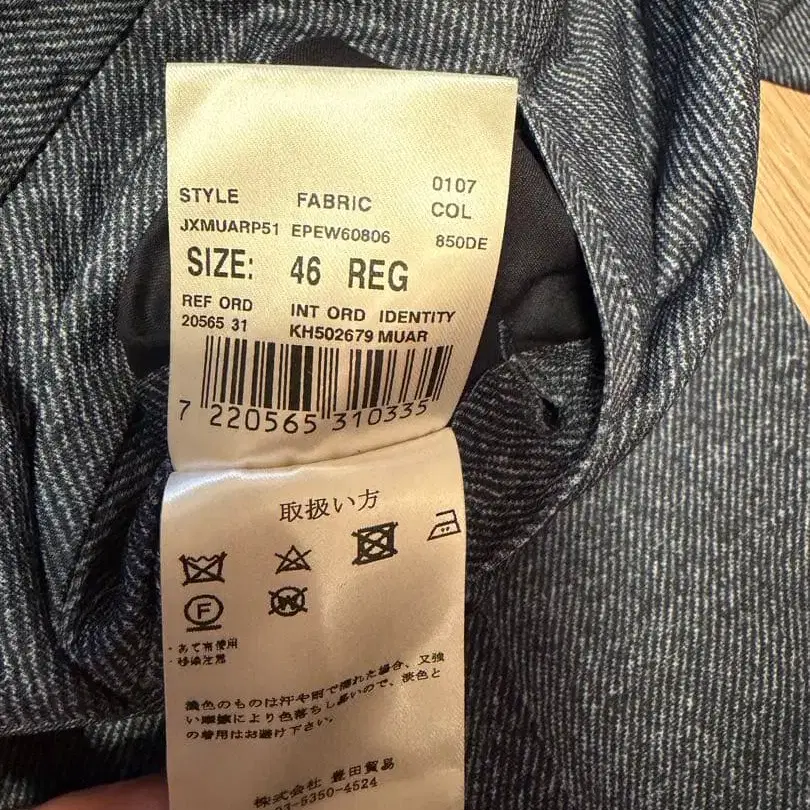 STYLE FABRIC 0107 COL
JXMUARP51 EPEW60806 850DE
SIZE: 46 REG
REF ORD INT ORD IDENTITY
20565 31 KH502679 MUAR
7 220565 310335
取扱い方
F W
・あて布使用
・移染注意
濃色のものは汗や雨で濡れた場合、又強
い摩擦により色落ちし易いので、淡色と
の着用はお避け下さい。
株式会社 豊田貿易
03-5350-4524